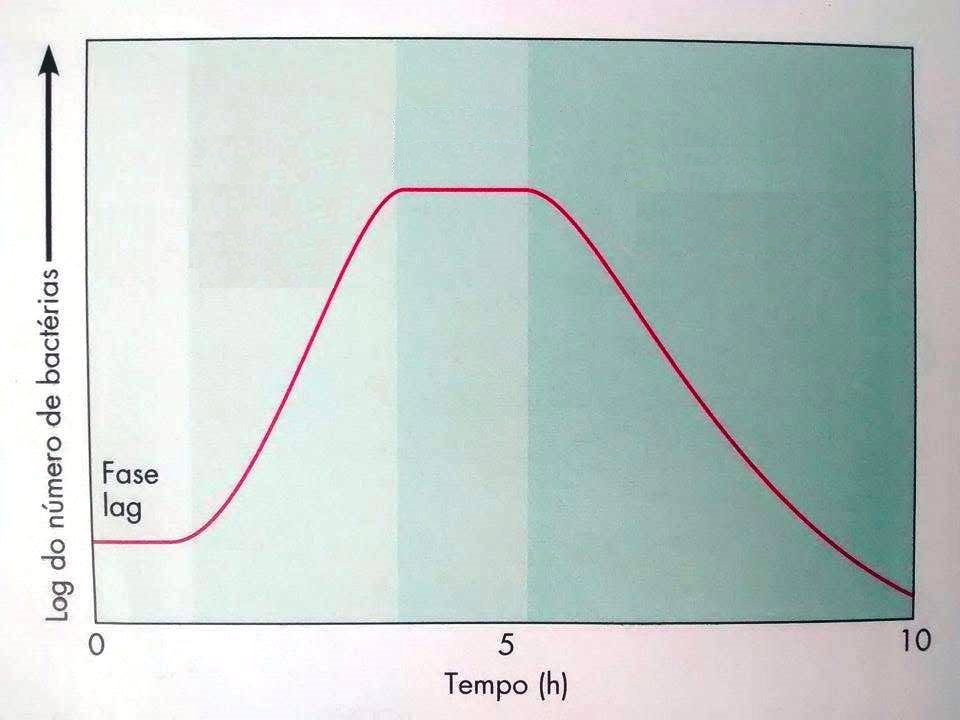 Log do número de bactérias
Fase
lag
0
5
10
Tempo (h)